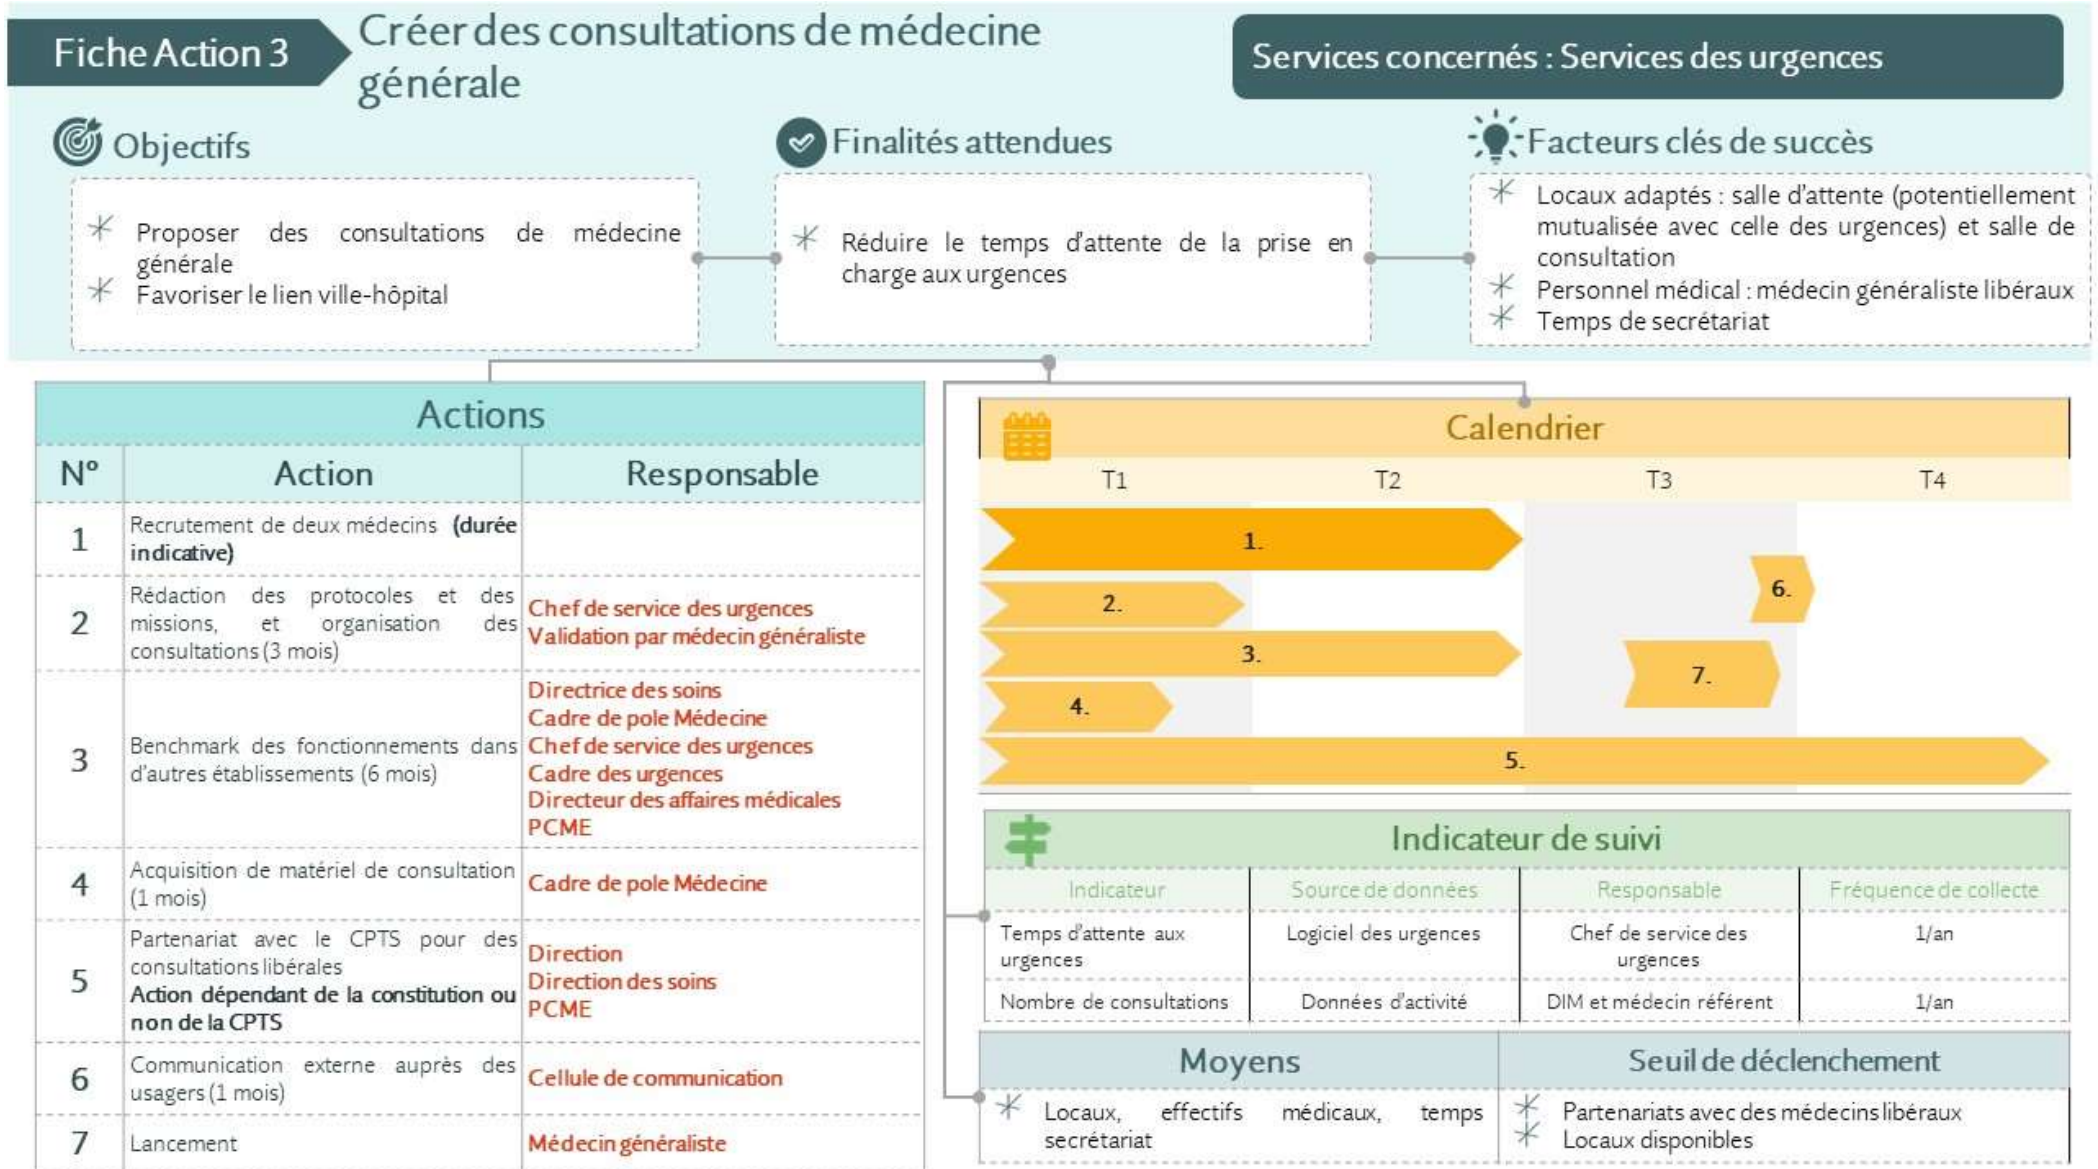 Fiche Action 3
Créer des consultations de médecine
générale
Services concernés : Services des urgences
Objectifs
Proposer des consultations de médecine
générale
Favoriser le lien ville-hôpital
Finalités attendues
Réduire le temps d'attente de la prise en
charge aux urgences
Facteurs clés de succès
Locaux adaptés : salle d'attente (potentiellement
mutualisée avec celle des urgences) et salle de
consultation
Personnel médical : médecin généraliste libéraux
Temps de secrétariat
Actions
N° Action Responsable
1
Recrutement de deux médecins (durée
indicative)
2
Rédaction des protocoles et des
missions, et organisation des
consultations (3 mois)
Chef de service des urgences
Validation par médecin généraliste
3
Benchmark des fonctionnements dans
d'autres établissements (6 mois)
Directrice des soins
Cadre de pole Médecine
Chef de service des urgences
Cadre des urgences
Directeur des affaires médicales
PCME
4
Acquisition de matériel de consultation
(1 mois)
Cadre de pole Médecine
5
Partenariat avec le CPTS pour des
consultations libérales
Action dépendant de la constitution ou
non de la CPTS
Direction
Direction des soins
PCME
6
Communication externe auprès des
usagers (1 mois)
Cellule de communication
7
Lancement
Médecin généraliste
Calendrier
T1 T2 T3 T4
1.
6.
2.
3.
7.
4.
5.
Indicateur de suivi
Indicateur Source de données Responsable Fréquence de collecte
Temps d'attente aux
urgences
Logiciel des urgences
Chef de service des
urgences
1/an
Nombre de consultations Données d'activité DIM et médecin référent 1/an
Moyens
Locaux, effectifs médicaux, temps
secrétariat
Seuil de déclenchement
Partenariats avec des médecins libéraux
Locaux disponibles